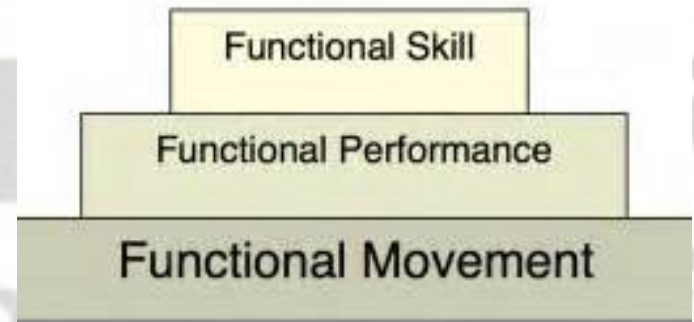 Functional Skill
Functional Performance
Functional Movement